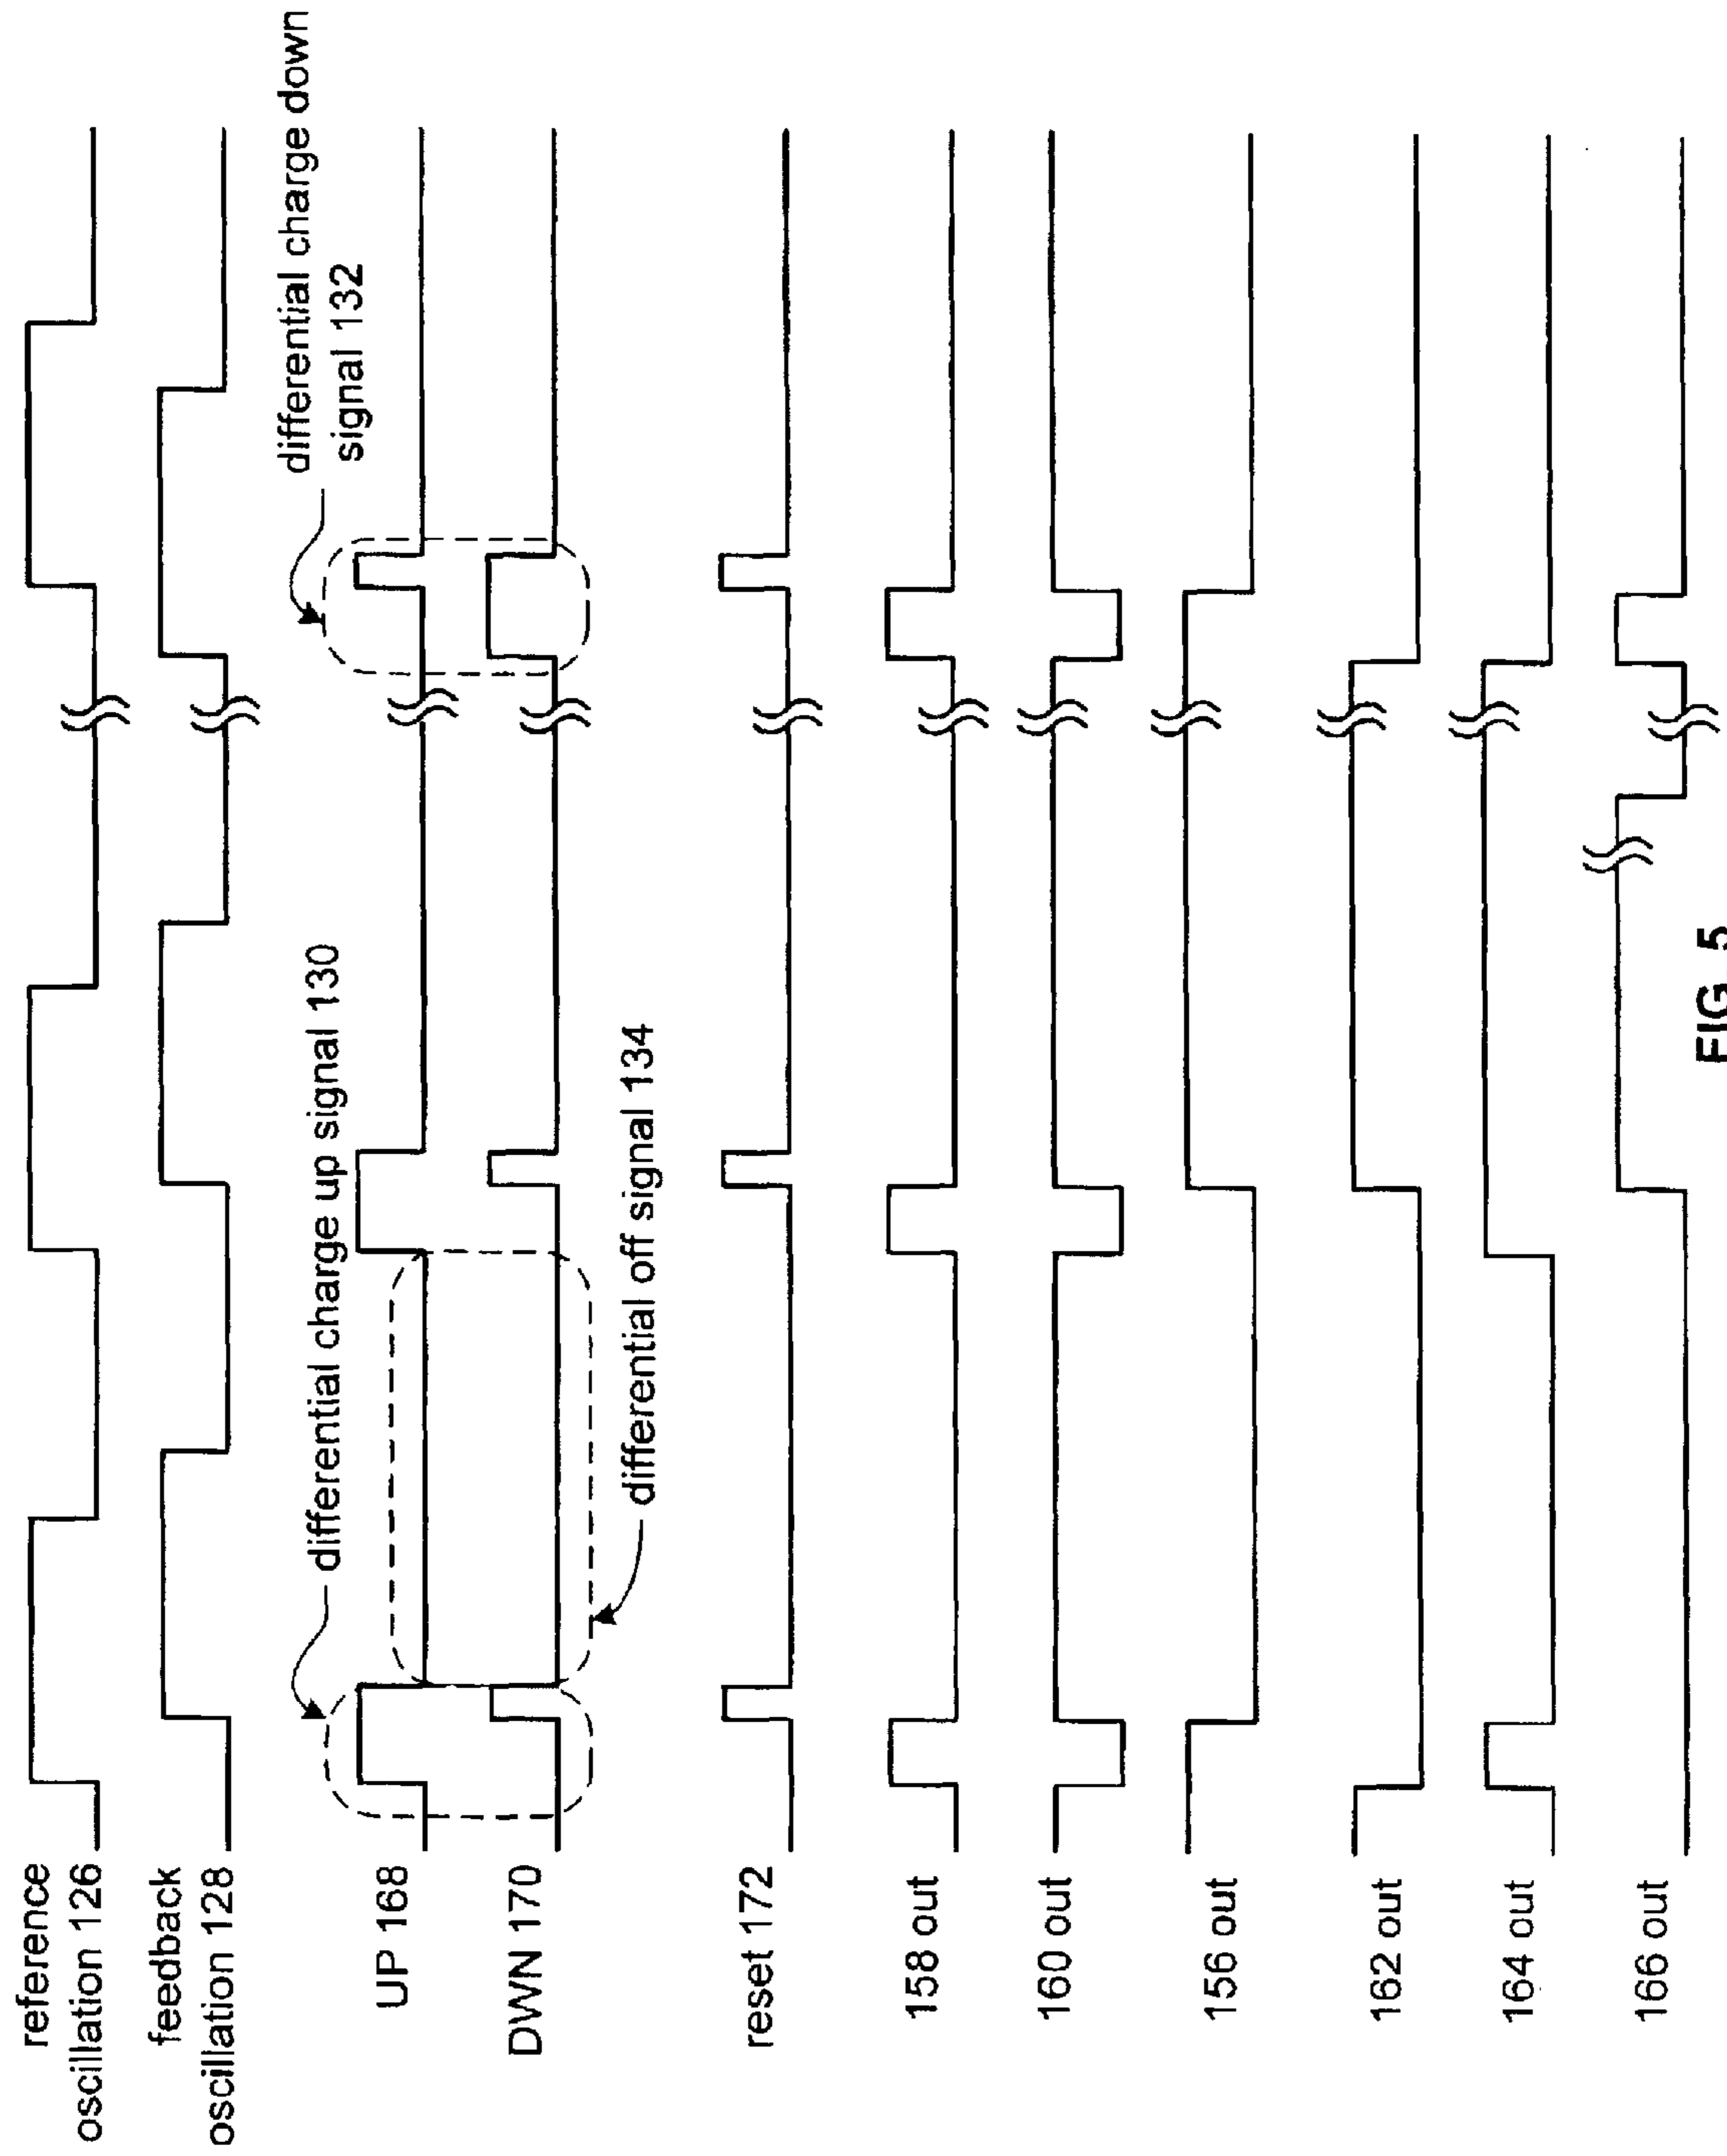 reference
oscillation 126
feedback
oscillation 128
differential charge up signal 130
differential charge down
signal 132
UP 168
DWN 170
differential off signal 134
reset 172
158 out
160 out
156 out
162 out
164 out
166 out
FIG. 5